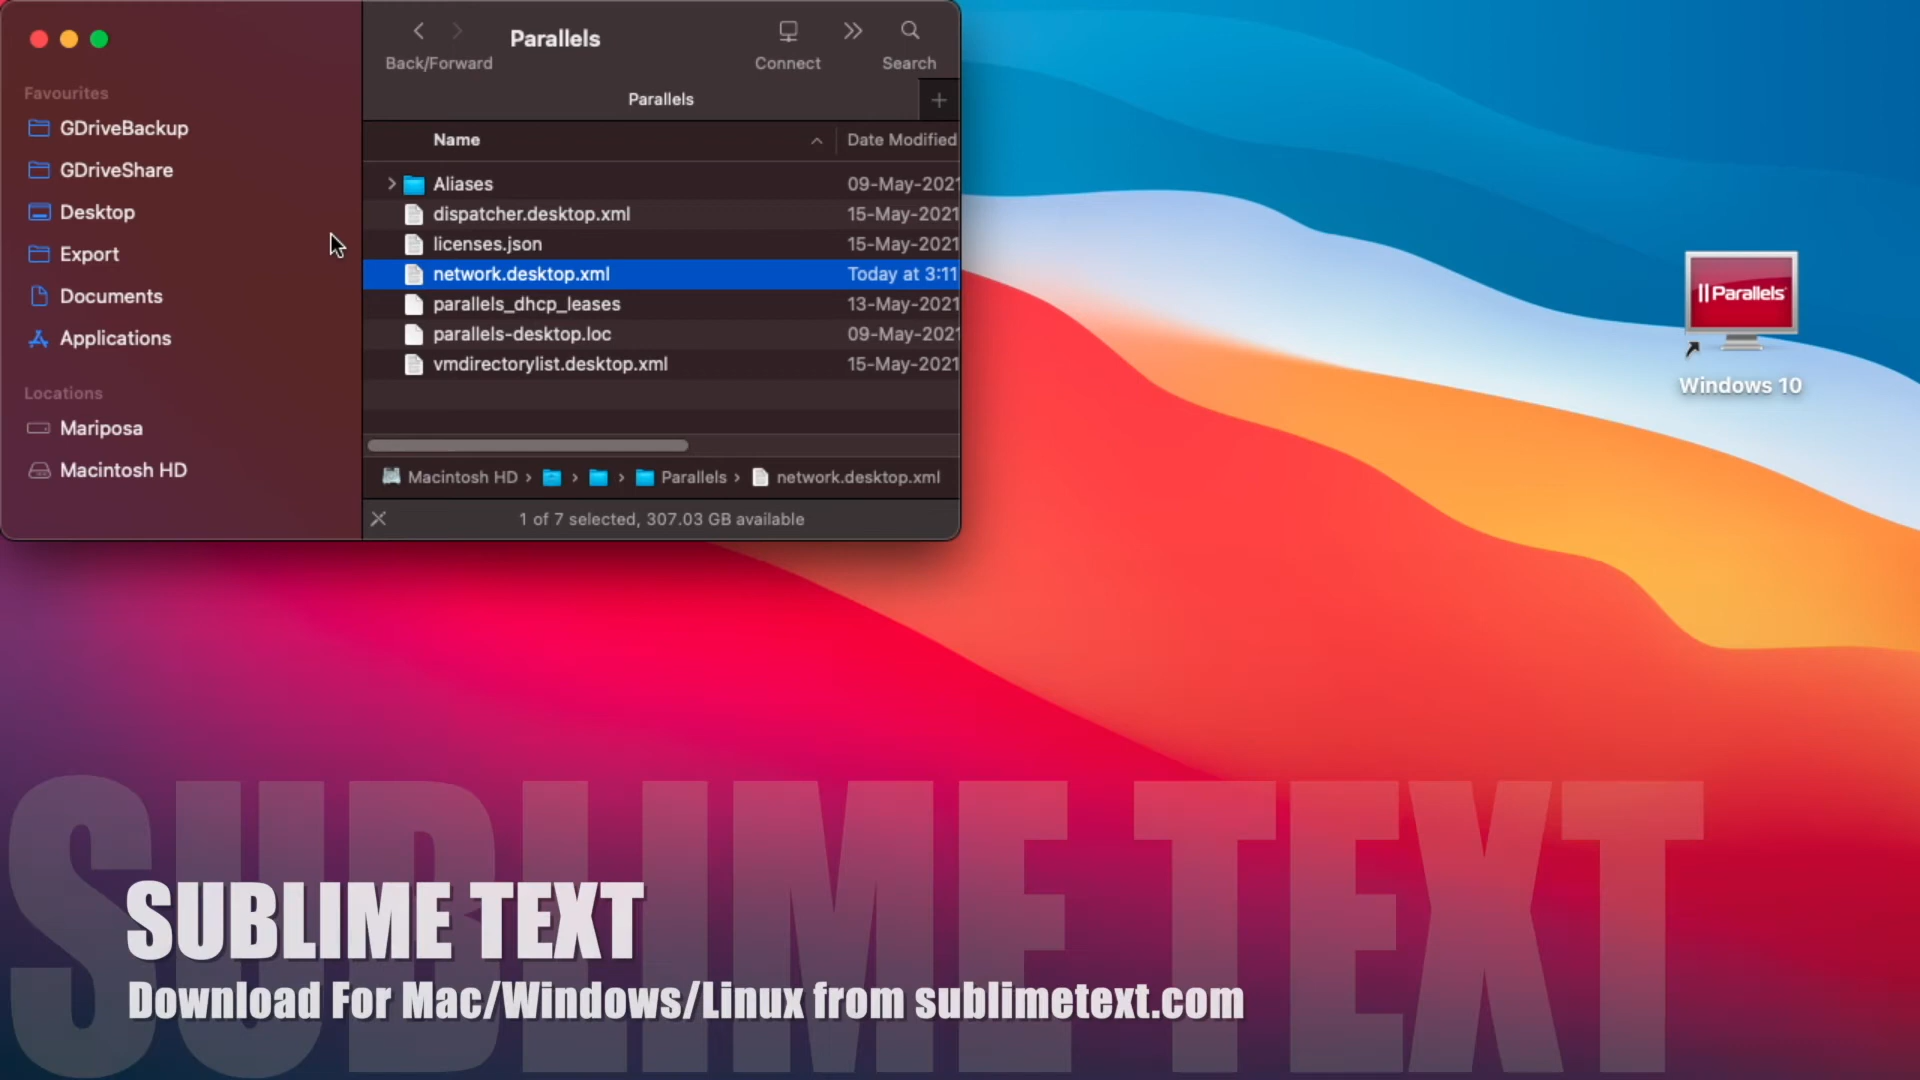 Parallels
Back/Forward
Connect
Search
Parallels
Favourites
GDriveBackup
GDriveShare
Desktop
Export
Documents
Applications
Locations
Mariposa
Macintosh HD
Name
Date Modified
Aliases 09-May-2021
dispatcher.desktop.xml 15-May-2021
licenses.json 15-May-2021
network.desktop.xml Today at 3:11
parallels_dhcp_leases 13-May-2021
parallels-desktop.loc 09-May-2021
vmdirectorylist.desktop.xml 15-May-2021
Macintosh HD › › › Parallels › network.desktop.xml
1 of 7 selected, 307.03 GB available
Parallels
Windows 10
SUBLIME TEXT
SUBLIME TEXT
Download For Mac/Windows/Linux from sublimetext.com